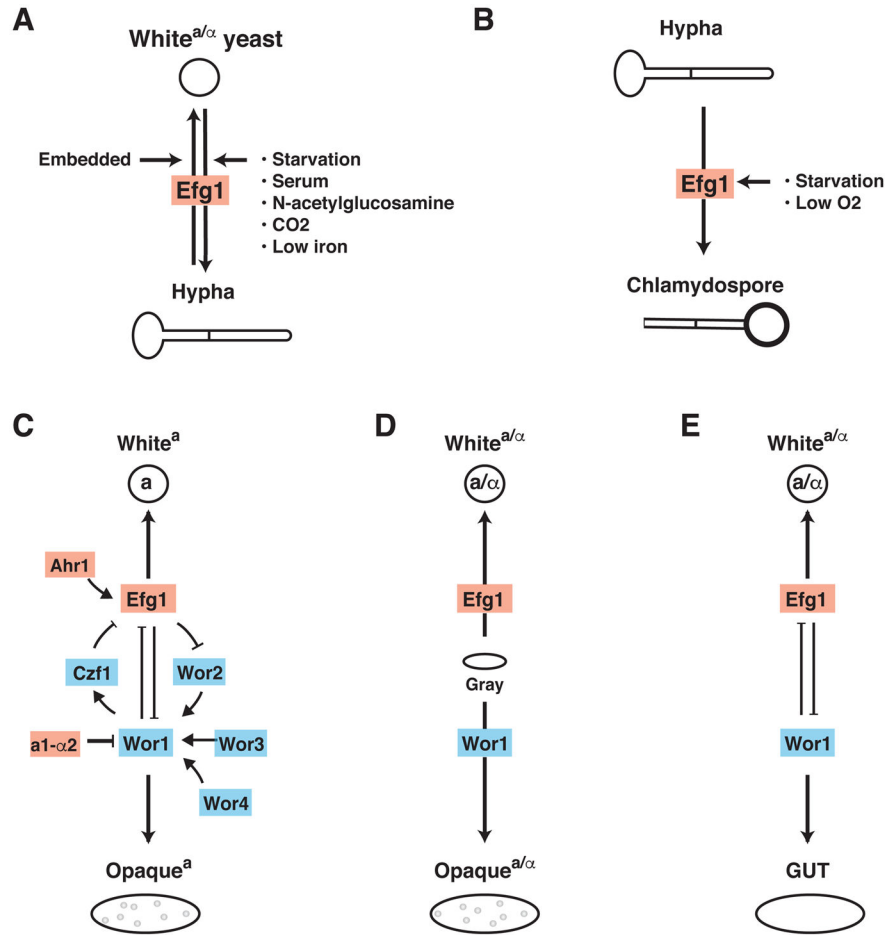 A
White^a/α yeast
Embedded
Efg1
· Starvation
· Serum
· N-acetylglucosamine
· CO2
· Low iron
Hypha
B
Hypha
Efg1
· Starvation
· Low O2
Chlamydospore
C
White^a
a
Ahr1
Efg1
Czf1
Wor2
a1-α2
Wor1
Wor3
Wor4
Opaque^a
D
White^a/α
a/α
Efg1
Gray
Wor1
Opaque^a/α
E
White^a/α
a/α
Efg1
Wor1
GUT